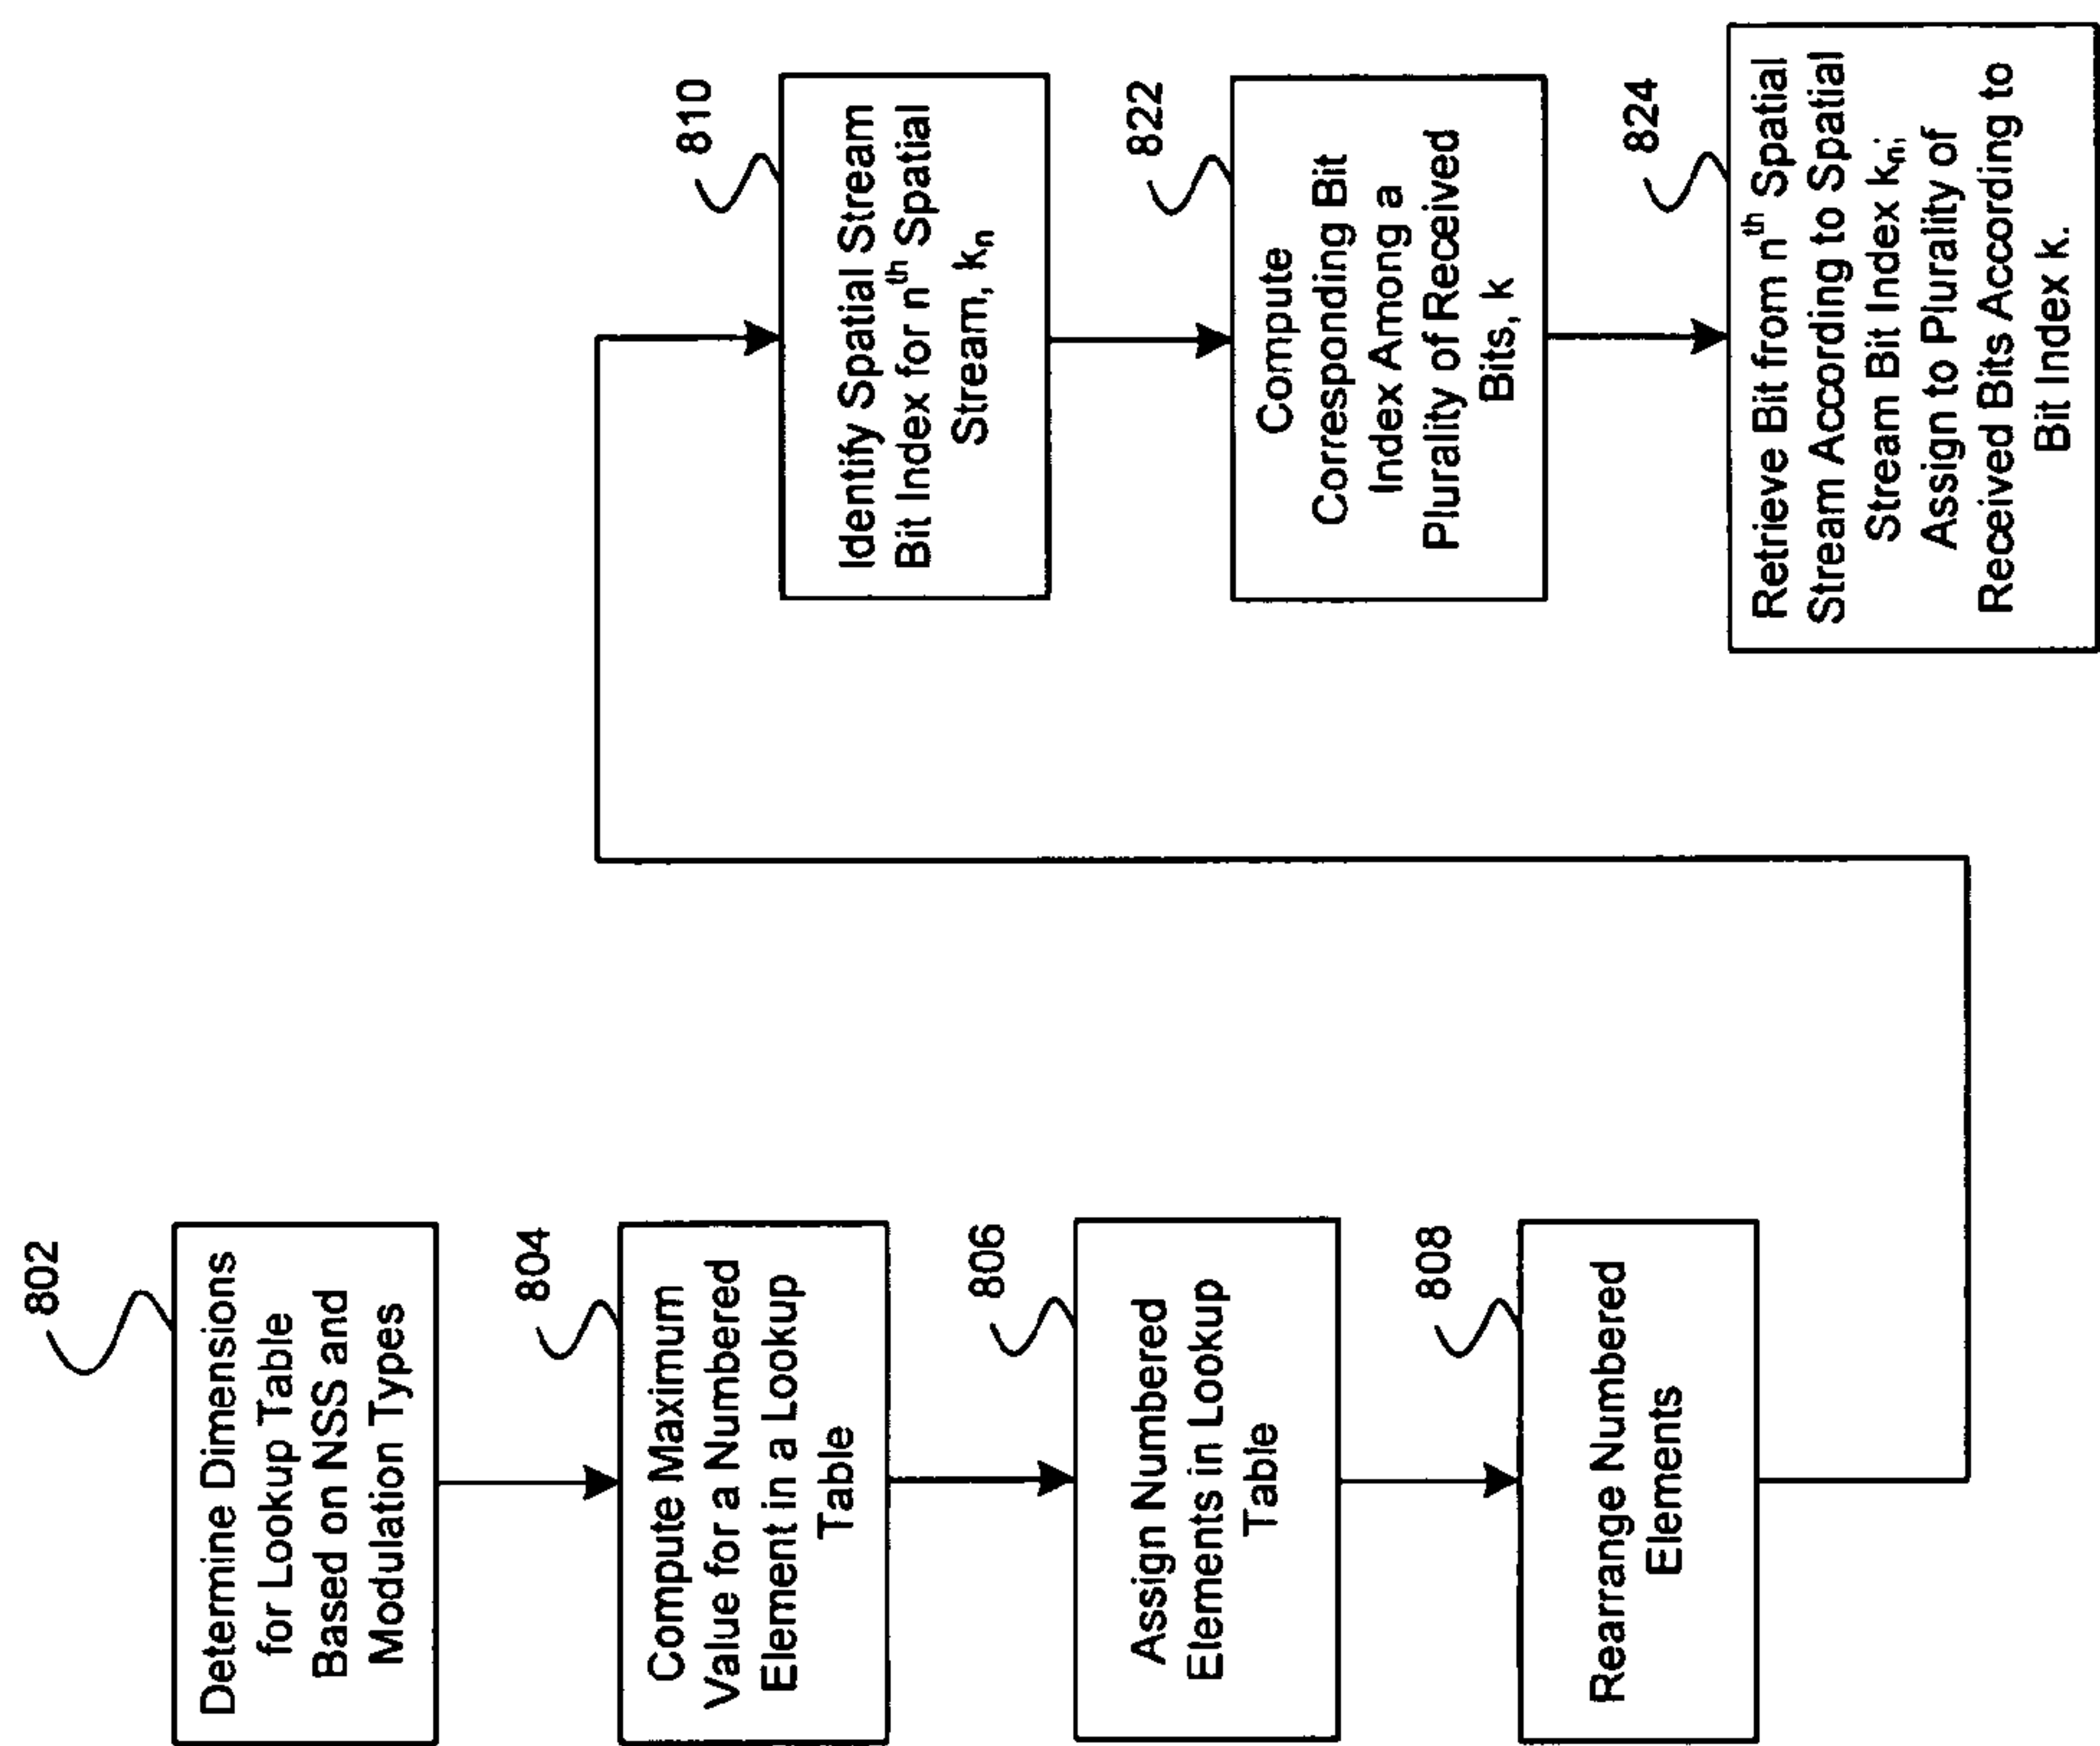 802
Determine Dimensions
for Lookup Table
Based on NSS and
Modulation Types
804
Compute Maximum
Value for a Numbered
Element in a Lookup
Table
806
Assign Numbered
Elements in Lookup
Table
808
Rearrange Numbered
Elements
810
Identify Spatial Stream
Bit Index for nth Spatial
Stream, kn
822
Compute
Corresponding Bit
Index Among a
Plurality of Received
Bits, k
824
Retrieve Bit from nth Spatial
Stream According to Spatial
Stream Bit Index kn;
Assign to Plurality of
Received Bits According to
Bit Index k.